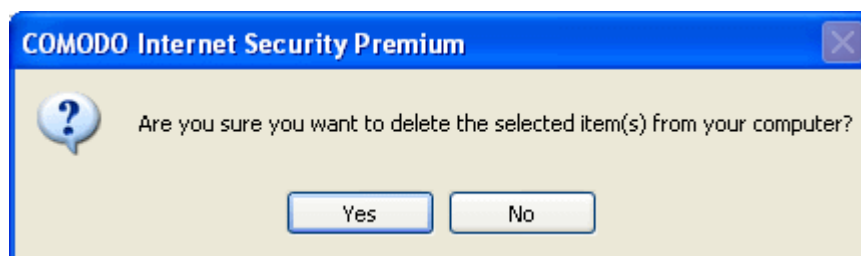 COMODO Internet Security Premium
Are you sure you want to delete the selected item(s) from your computer?
Yes
No